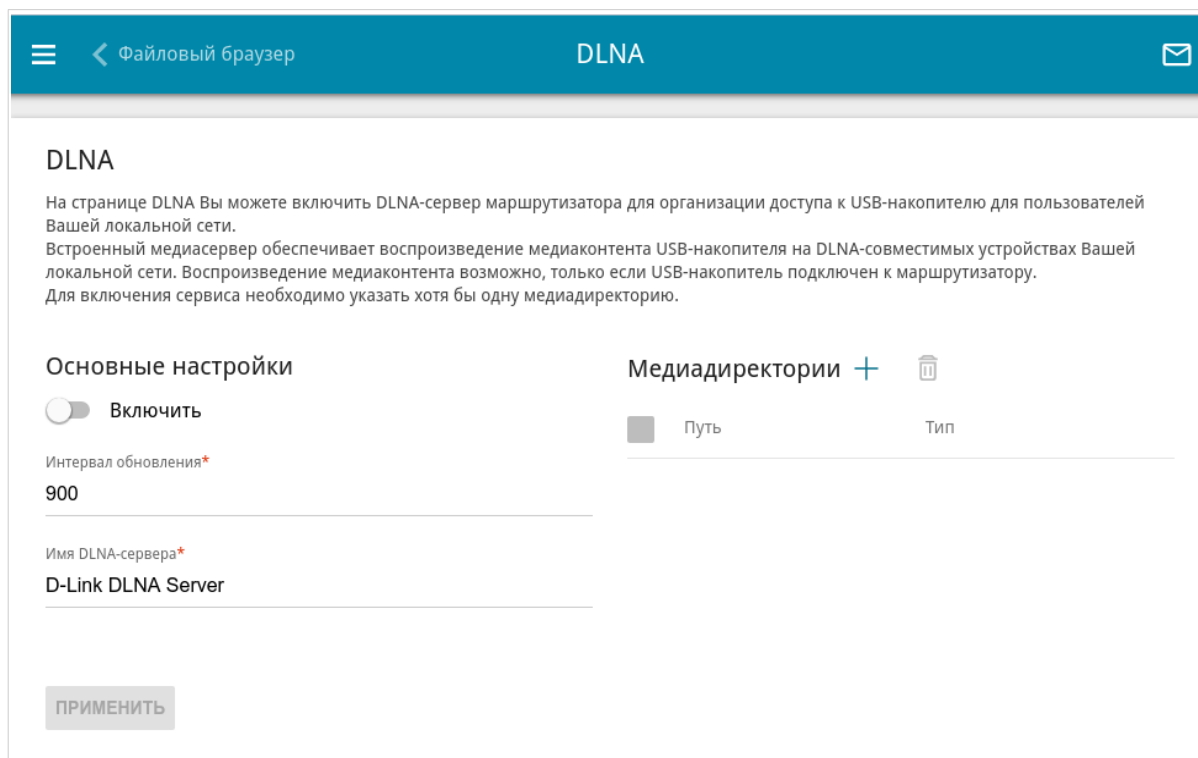 Файловый браузер
DLNA
DLNA
На странице DLNA Вы можете включить DLNA-сервер маршрутизатора для организации доступа к USB-накопителю для пользователей
Вашей локальной сети.
Встроенный медиасервер обеспечивает воспроизведение медиаконтента USB-накопителя на DLNA-совместимых устройствах Вашей
локальной сети. Воспроизведение медиаконтента возможно, только если USB-накопитель подключен к маршрутизатору.
Для включения сервиса необходимо указать хотя бы одну медиадиректорию.
Основные настройки
Включить
Интервал обновления*
900
Имя DLNA-сервера*
D-Link DLNA Server
ПРИМЕНИТЬ
Медиадиректории
Путь Тип